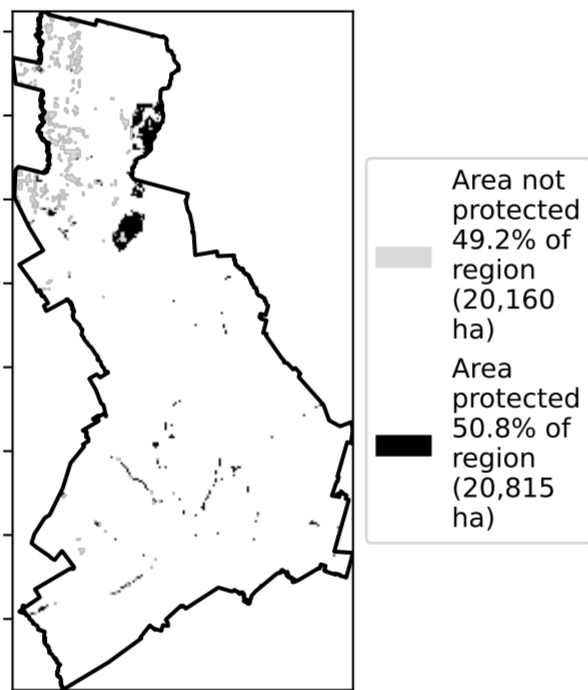 Area not
protected
49.2% of
region
(20,160
ha)
Area
protected
50.8% of
region
(20,815
ha)